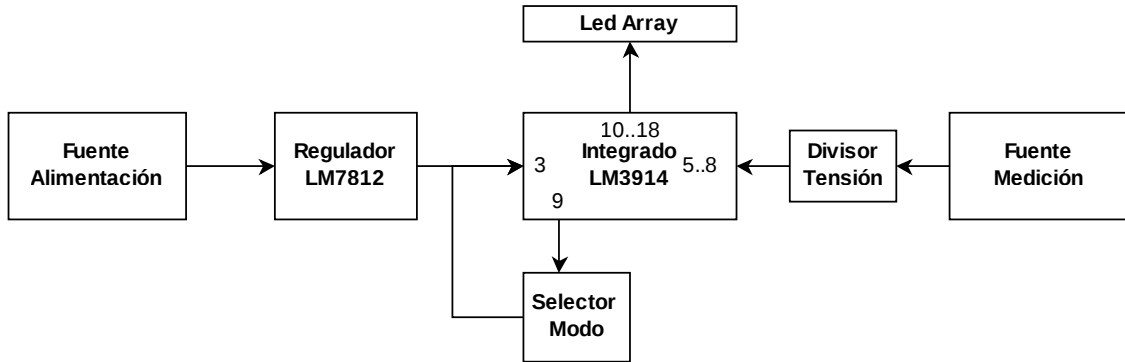 Led Array
Fuente
Alimentación
Regulador
LM7812
10..18
3
Integrado
LM3914
5..8
9
Divisor
Tensión
Fuente
Medición
Selector
Modo